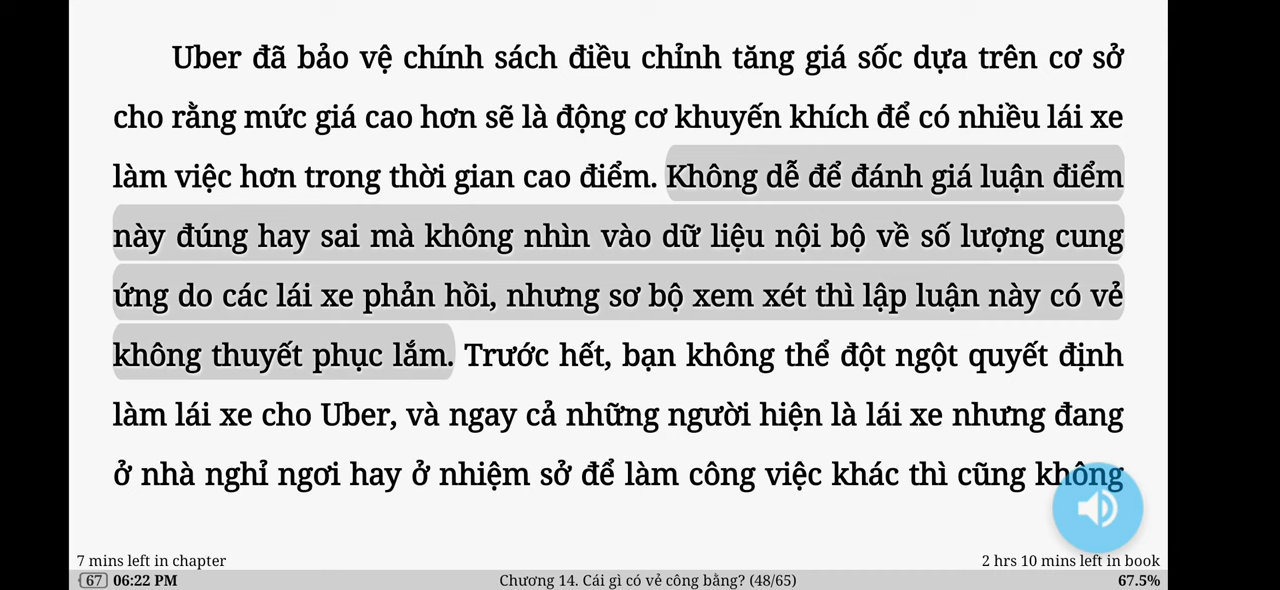 Uber đã bảo vệ chính sách điều chỉnh tăng giá sốc dựa trên cơ sở
cho rằng mức giá cao hơn sẽ là động cơ khuyến khích để có nhiều lái xe
làm việc hơn trong thời gian cao điểm. Không dễ để đánh giá luận điểm
này đúng hay sai mà không nhìn vào dữ liệu nội bộ về số lượng cung
ứng do các lái xe phản hồi, nhưng sơ bộ xem xét thì lập luận này có vẻ
không thuyết phục lắm. Trước hết, bạn không thể đột ngột quyết định
làm lái xe cho Uber, và ngay cả những người hiện là lái xe nhưng đang
ở nhà nghỉ ngơi hay ở nhiệm sở để làm công việc khác thì cũng không
7 mins left in chapter 2 hrs 10 mins left in book
67 06:22 PM Chương 14. Cái gì có vẻ công bằng? (48/65) 67.5%